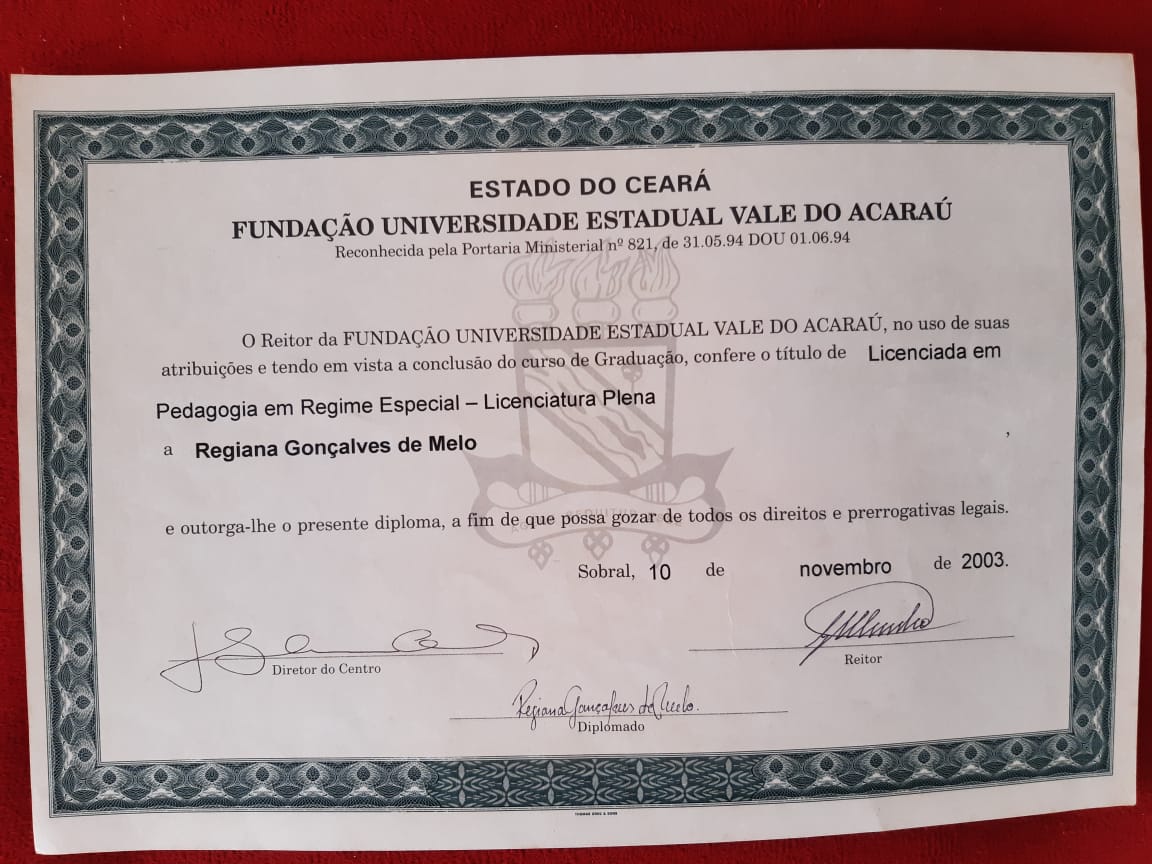 ESTADO DO CEARÁ
FUNDAÇÃO UNIVERSIDADE ESTADUAL VALE DO ACARAÚ
Reconhecida pela Portaria Ministerial nº 821, de 31.05.94 DOU 01.06.94
O Reitor da FUNDAÇÃO UNIVERSIDADE ESTADUAL VALE DO ACARAÚ, no uso de suas
atribuições e tendo em vista a conclusão do curso de Graduação, confere o título de Licenciada em
Pedagogia em Regime Especial – Licenciatura Plena
a Regiana Gonçalves de Melo ,
e outorga-lhe o presente diploma, a fim de que possa gozar de todos os direitos e prerrogativas legais.
Sobral, 10 de novembro de 2003.
Diretor do Centro
Reitor
Regiana Gonçalves de Melo.
Diplomado